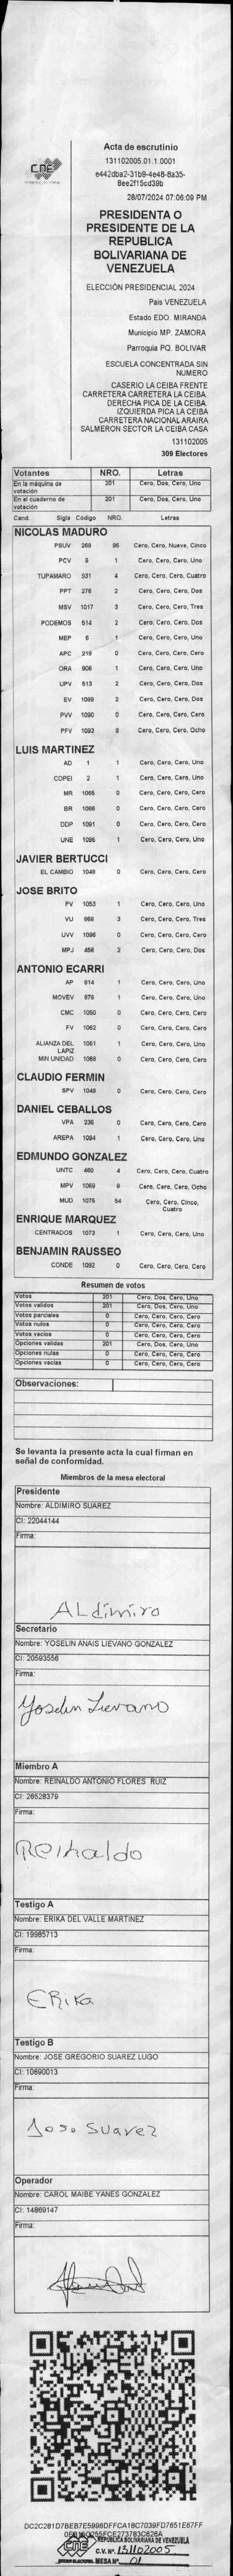 CNE
Acta de escrutinio
131102005.01.1.0001
e442dba2-31b9-4e48-8a35-
8ee2f15cd39b
28/07/2024 07:06:09 PM
PRESIDENTA O
PRESIDENTE DE LA
REPUBLICA
BOLIVARIANA DE
VENEZUELA
ELECCIÓN PRESIDENCIAL 2024
Pais VENEZUELA
Estado EDO. MIRANDA
Municipio MP. ZAMORA
Parroquia PQ. BOLIVAR
ESCUELA CONCENTRADA SIN
NUMERO
CASERIO LA CEIBA FRENTE
CARRETERA CARRETERA LA CEIBA.
DERECHA PICA DE LA CEIBA.
IZQUIERDA PICA LA CEIBA
CARRETERA NACIONAL ARAIRA
SALMERON SECTOR LA CEIBA CASA
131102005
309 Electores
Votantes NRO. Letras
En la máquina de votación 201 Cero, Dos, Cero, Uno
En el cuaderno de votación 201 Cero, Dos, Cero, Uno
Cand. Sigla Código NRO. Letras
NICOLAS MADURO
PSUV 269 95 Cero, Cero, Nueve, Cinco
PCV 9 1 Cero, Cero, Cero, Uno
TUPAMARO 931 4 Cero, Cero, Cero, Cuatro
PPT 276 2 Cero, Cero, Cero, Dos
MSV 1017 3 Cero, Cero, Cero, Tres
PODEMOS 514 2 Cero, Cero, Cero, Dos
MEP 6 1 Cero, Cero, Cero, Uno
APC 219 0 Cero, Cero, Cero, Cero
ORA 906 1 Cero, Cero, Cero, Uno
UPV 513 2 Cero, Cero, Cero, Dos
EV 1089 2 Cero, Cero, Cero, Dos
PVV 1090 0 Cero, Cero, Cero, Cero
PFV 1093 8 Cero, Cero, Cero, Ocho
LUIS MARTINEZ
AD 1 1 Cero, Cero, Cero, Uno
COPEI 2 1 Cero, Cero, Cero, Uno
MR 1065 0 Cero, Cero, Cero, Cero
BR 1066 0 Cero, Cero, Cero, Cero
DDP 1091 0 Cero, Cero, Cero, Cero
UNE 1095 1 Cero, Cero, Cero, Uno
JAVIER BERTUCCI
EL CAMBIO 1046 0 Cero, Cero, Cero, Cero
JOSE BRITO
PV 1053 1 Cero, Cero, Cero, Uno
VU 868 3 Cero, Cero, Cero, Tres
UVV 1096 0 Cero, Cero, Cero, Cero
MPJ 458 2 Cero, Cero, Cero, Dos
ANTONIO ECARRI
AP 814 1 Cero, Cero, Cero, Uno
MOVEV 878 1 Cero, Cero, Cero, Uno
CMC 1050 0 Cero, Cero, Cero, Cero
FV 1062 0 Cero, Cero, Cero, Cero
ALIANZA DEL LAPIZ 1061 1 Cero, Cero, Cero, Uno
MIN UNIDAD 1068 0 Cero, Cero, Cero, Cero
CLAUDIO FERMIN
SPV 1049 0 Cero, Cero, Cero, Cero
DANIEL CEBALLOS
VPA 236 0 Cero, Cero, Cero, Cero
AREPA 1094 1 Cero, Cero, Cero, Uno
EDMUNDO GONZALEZ
UNTC 460 4 Cero, Cero, Cero, Cuatro
MPV 1069 8 Cero, Cero, Cero, Ocho
MUD 1076 54 Cero, Cero, Cinco, Cuatro
ENRIQUE MARQUEZ
CENTRADOS 1073 1 Cero, Cero, Cero, Uno
BENJAMIN RAUSSEO
CONDE 1092 0 Cero, Cero, Cero, Cero
Resumen de votos
Votos 201 Cero, Dos, Cero, Uno
Votos validos 201 Cero, Dos, Cero, Uno
Votos parciales 0 Cero, Cero, Cero, Cero
Votos nulos 0 Cero, Cero, Cero, Cero
Votos vacios 0 Cero, Cero, Cero, Cero
Opciones validas 201 Cero, Dos, Cero, Uno
Opciones nulas 0 Cero, Cero, Cero, Cero
Opciones vacias 0 Cero, Cero, Cero, Cero
Observaciones:
Se levanta la presente acta la cual firman en
señal de conformidad.
Miembros de la mesa electoral
Presidente
Nombre: ALDIMIRO SUAREZ
CI: 22044144
Firma:
ALdimiro
Secretario
Nombre: YOSELIN ANAIS LIEVANO GONZALEZ
CI: 20593556
Firma:
Yoselin Lievano
Miembro A
Nombre: REINALDO ANTONIO FLORES RUIZ
CI: 26528379
Firma:
Reinaldo
Testigo A
Nombre: ERIKA DEL VALLE MARTINEZ
CI: 19985713
Firma:
ERika
Testigo B
Nombre: JOSE GREGORIO SUAREZ LUGO
CI: 10690013
Firma:
Jose Suarez
Operador
Nombre: CAROL MAIBE YANES GONZALEZ
CI: 14869147
Firma:
DC2C281D7BEB7E5996DFFCA18C7039FD7651E67FF
CNE REPÚBLICA BOLIVARIANA DE VENEZUELA
C.V. Nº. 131102005
MESA Nº 01